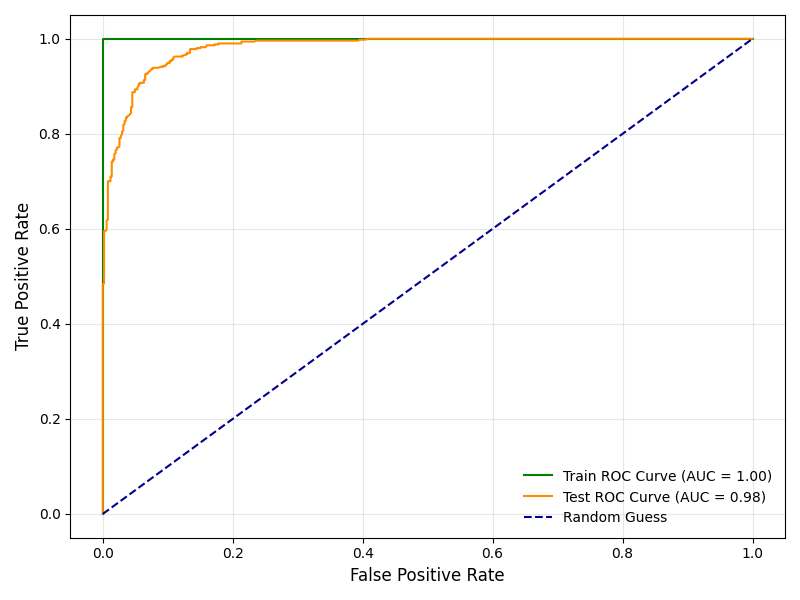 1.0
0.8
0.6
0.4
0.2
0.0
True Positive Rate
Train ROC Curve (AUC = 1.00)
Test ROC Curve (AUC = 0.98)
Random Guess
0.0 0.2 0.4 0.6 0.8 1.0
False Positive Rate